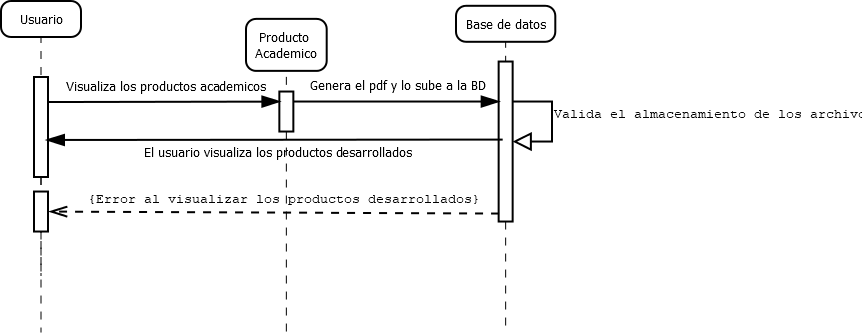 Usuario
Producto
Academico
Base de datos
Visualiza los productos academicos
Genera el pdf y lo sube a la BD
Valida el almacenamiento de los archivo
El usuario visualiza los productos desarrollados
{Error al visualizar los productos desarrollados}